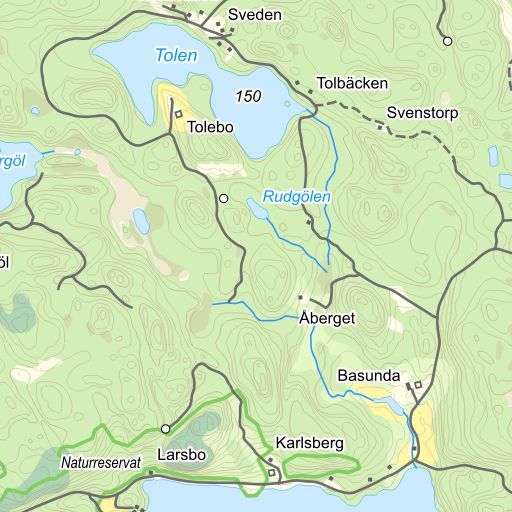 Sveden
Tolen
Tolbäcken
150
Svenstorp
Tolebo
Rudgölen
Åberget
Basunda
Karlsberg
Larsbo
Naturreservat